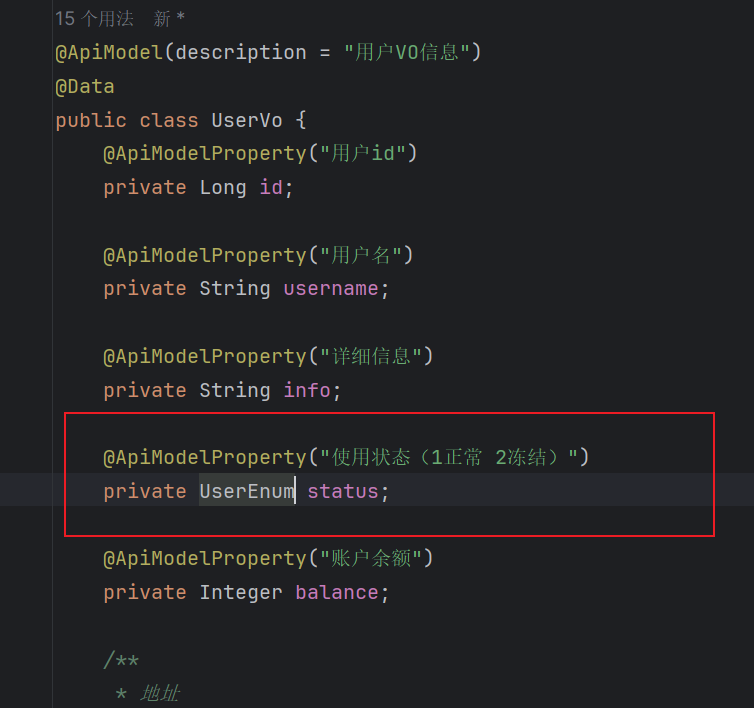 15 个用法 新 *
@ApiModel(description = "用户VO信息")
@Data
public class UserVo {
@ApiModelProperty("用户id")
private Long id;
@ApiModelProperty("用户名")
private String username;
@ApiModelProperty("详细信息")
private String info;
@ApiModelProperty("使用状态（1正常 2冻结）")
private UserEnum status;
@ApiModelProperty("账户余额")
private Integer balance;
/**
* 地址